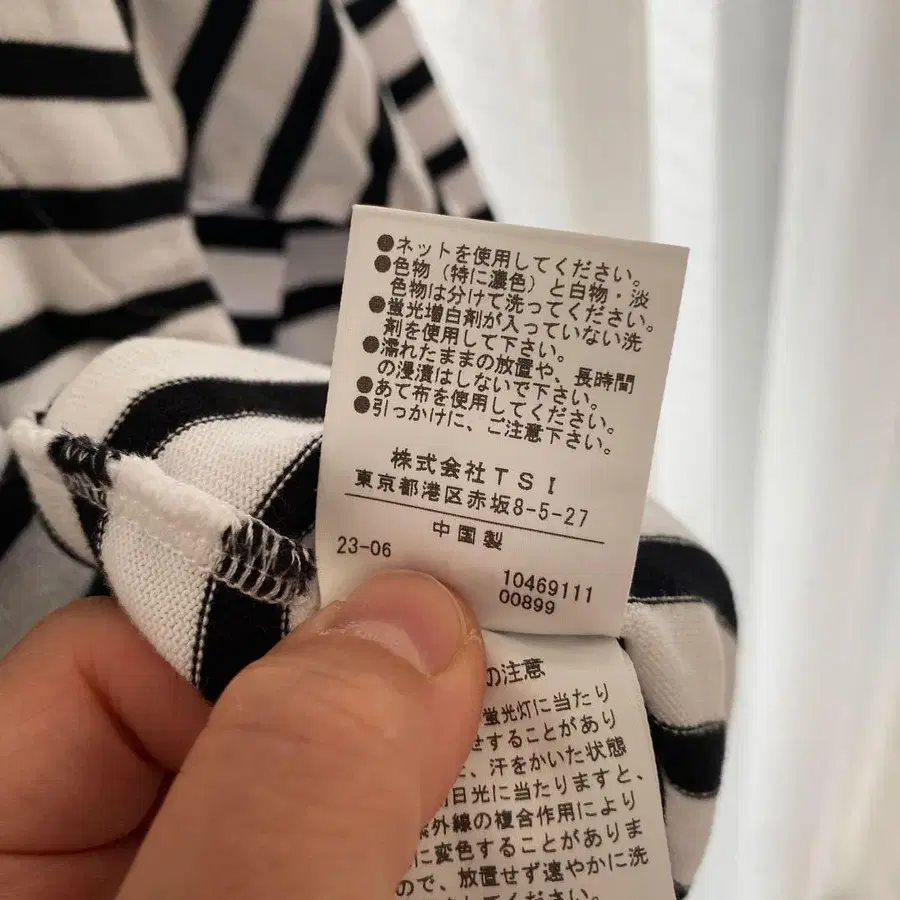 ●ネットを使用してください。
●色物（特に濃色）と白物・淡
色物は分けて洗ってください。
●蛍光増白剤が入っていない洗
剤を使用して下さい。
●濡れたままの放置や、長時間
の浸漬はしないで下さい。
●あて布を使用してください。
●引っかけに、ご注意下さい。
株式会社TSI
東京都港区赤坂8-5-27
中国製
23-06
10469111
00899
の注意
蛍光灯に当たり
せすることがあり
た、汗をかいた状態
日光に当たりますと、
紫外線の複合作用により
に変色することがありま
ので、放置せず速やかに洗
てください。